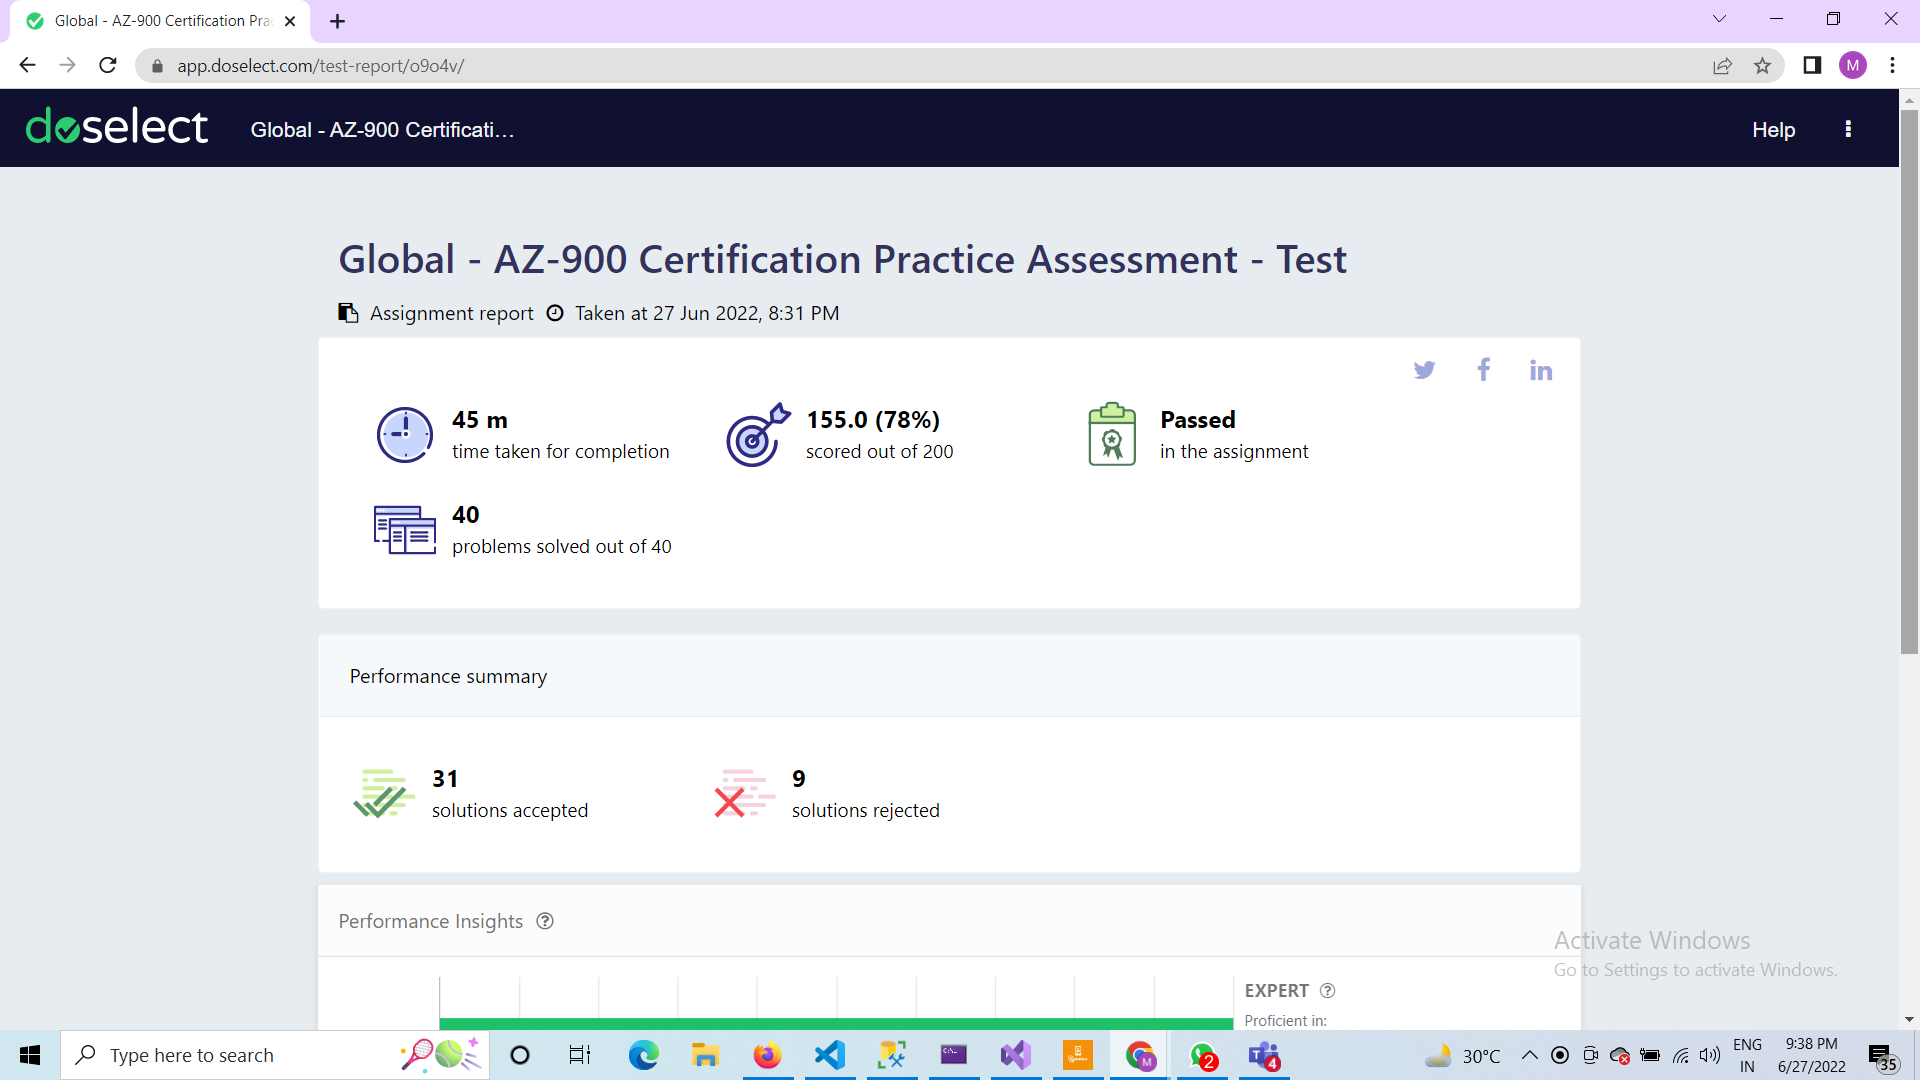 Global - AZ-900 Certification Pra
app.doselect.com/test-report/o9o4v/
M
doselect
Global - AZ-900 Certificati...
Help
Global - AZ-900 Certification Practice Assessment - Test
Assignment report Taken at 27 Jun 2022, 8:31 PM
45 m
time taken for completion
155.0 (78%)
scored out of 200
Passed
in the assignment
40
problems solved out of 40
Performance summary
31
solutions accepted
9
solutions rejected
Performance Insights
EXPERT
Proficient in:
Activate Windows
Go to Settings to activate Windows.
Type here to search
M
2
4
30°C
ENG
IN
9:38 PM
6/27/2022
35